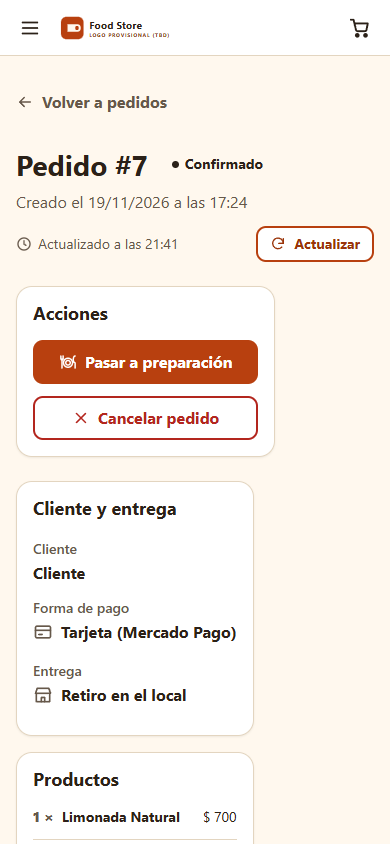 Food Store
LOGO PROVISIONAL (TBD)
Volver a pedidos
Pedido #7
Confirmado
Creado el 19/11/2026 a las 17:24
Actualizado a las 21:41
Actualizar
Acciones
Pasar a preparación
Cancelar pedido
Cliente y entrega
Cliente
Cliente
Forma de pago
Tarjeta (Mercado Pago)
Entrega
Retiro en el local
Productos
1 × Limonada Natural $ 700